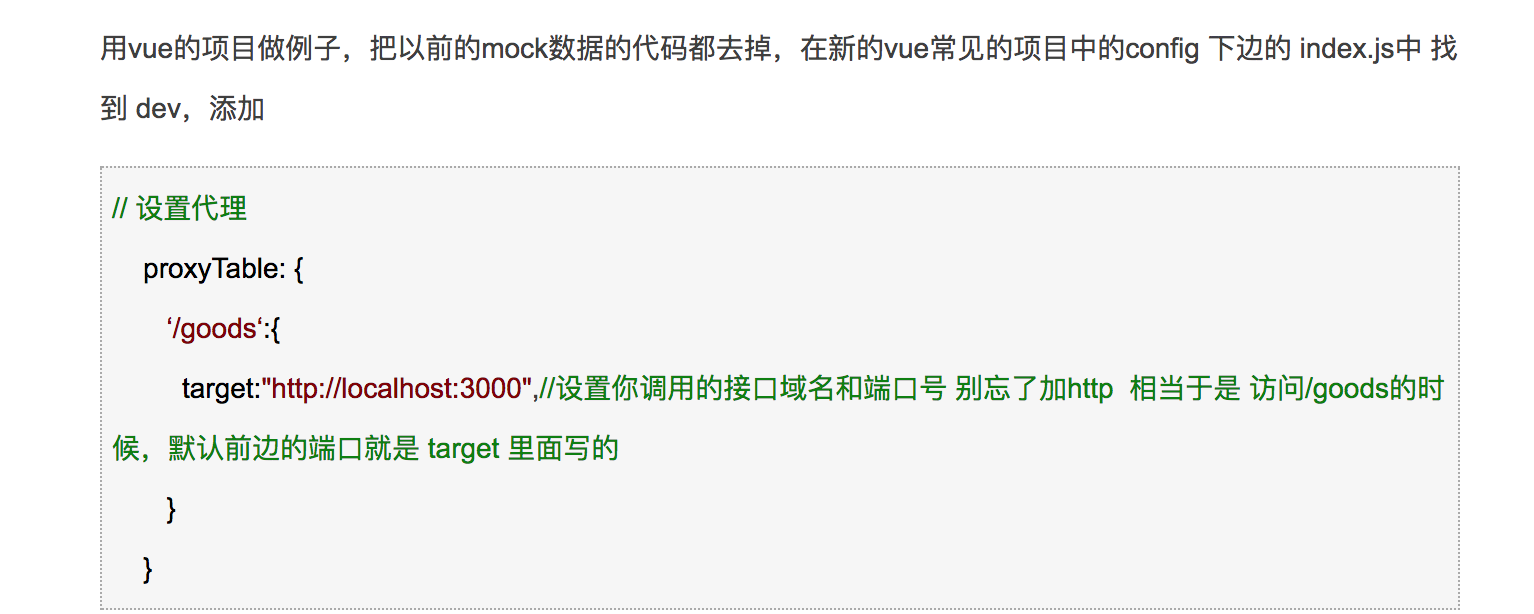 用vue的项目做例子，把以前的mock数据的代码都去掉，在新的vue常见的项目中的config 下边的 index.js中 找
到 dev，添加
// 设置代理
proxyTable: {
‘/goods‘:{
target:"http://localhost:3000",//设置你调用的接口域名和端口号 别忘了加http  相当于是 访问/goods的时
候，默认前边的端口就是 target 里面写的
}
}